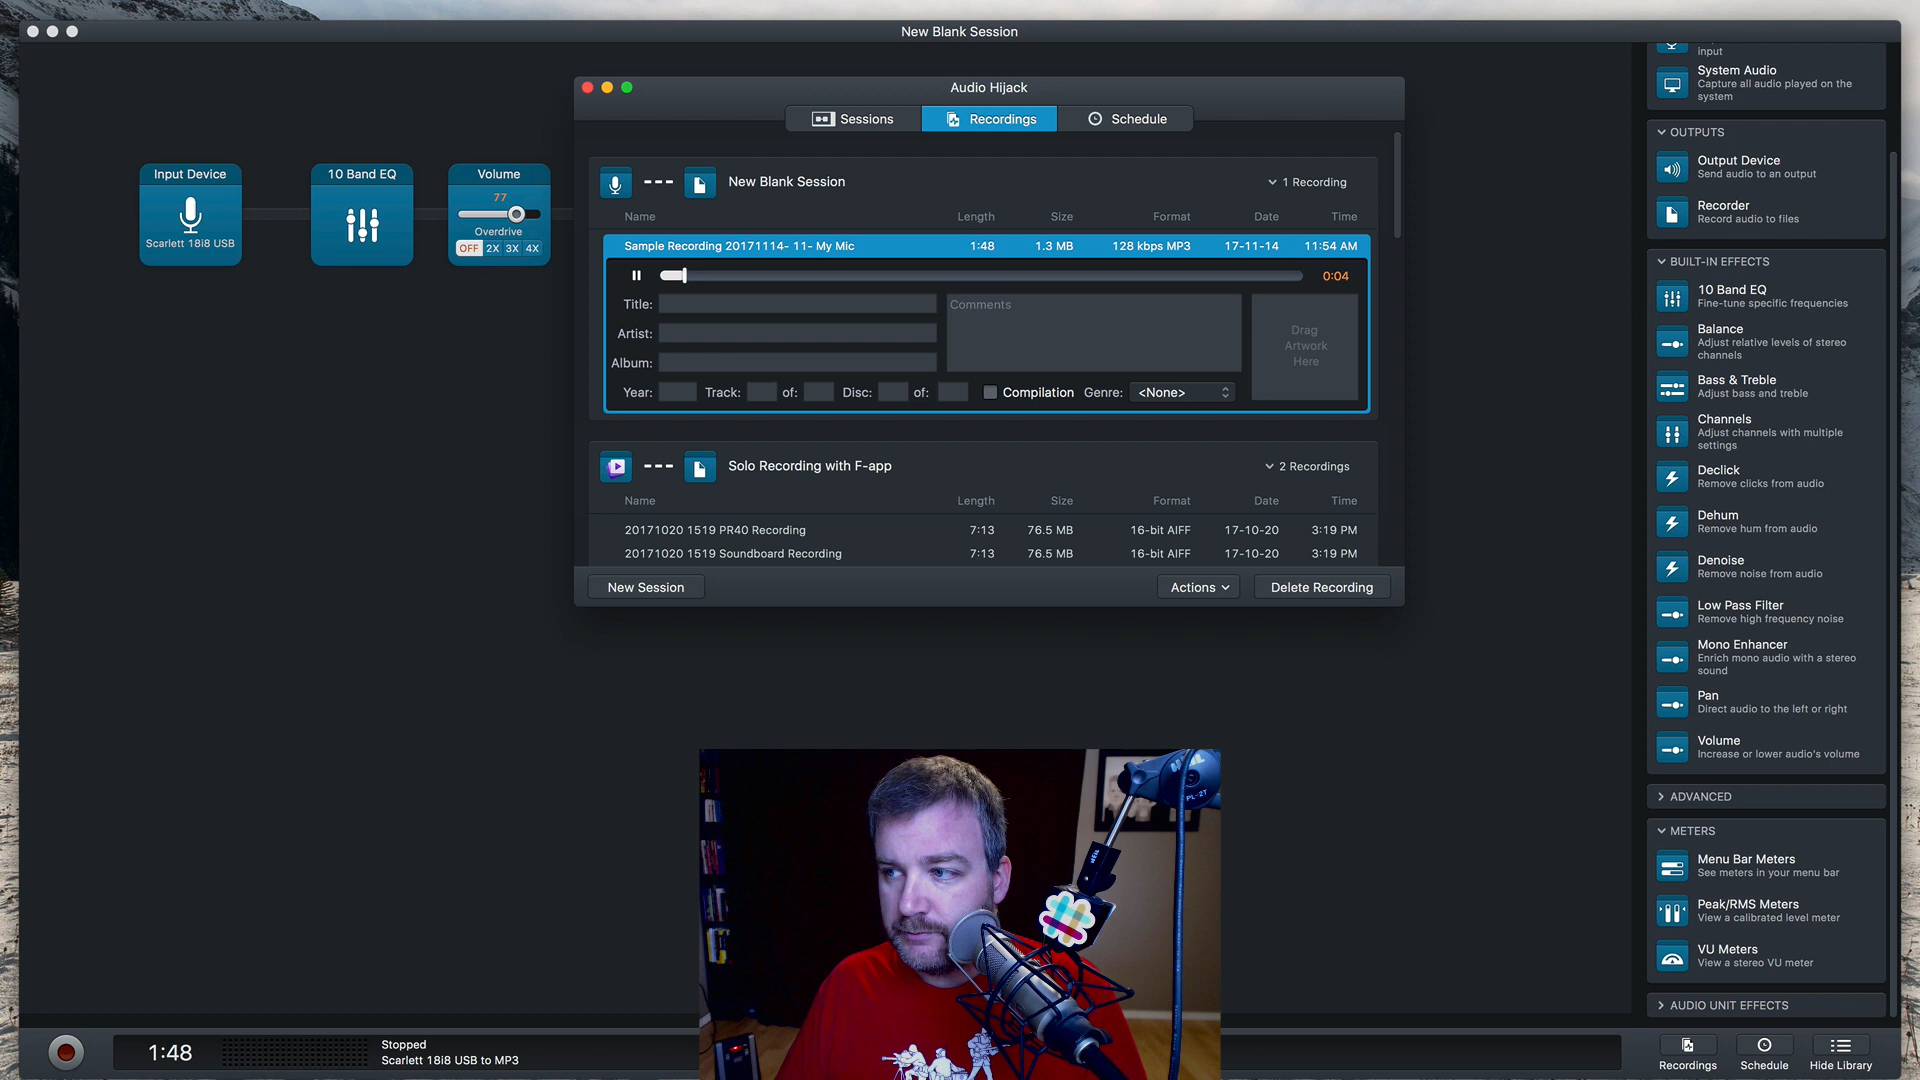 New Blank Session
Audio Hijack
Sessions
Recordings
Schedule
New Blank Session
1 Recording
Name Length Size Format Date Time
Sample Recording 20171114- 11- My Mic 1:48 1.3 MB 128 kbps MP3 17-11-14 11:54 AM
0:04
Title:
Comments
Drag
Artwork
Here
Artist:
Album:
Year: Track: of: Disc: of: Compilation Genre: <None>
Solo Recording with F-app
2 Recordings
Name Length Size Format Date Time
20171020 1519 PR40 Recording 7:13 76.5 MB 16-bit AIFF 17-10-20 3:19 PM
20171020 1519 Soundboard Recording 7:13 76.5 MB 16-bit AIFF 17-10-20 3:19 PM
New Session
Actions
Delete Recording
Input Device
Scarlett 18i8 USB
10 Band EQ
Volume
77
Overdrive
OFF 2X 3X 4X
input
System Audio
Capture all audio played on the
system
OUTPUTS
Output Device
Send audio to an output
Recorder
Record audio to files
BUILT-IN EFFECTS
10 Band EQ
Fine-tune specific frequencies
Balance
Adjust relative levels of stereo
channels
Bass & Treble
Adjust bass and treble
Channels
Adjust channels with multiple
settings
Declick
Remove clicks from audio
Dehum
Remove hum from audio
Denoise
Remove noise from audio
Low Pass Filter
Remove high frequency noise
Mono Enhancer
Enrich mono audio with a stereo
sound
Pan
Direct audio to the left or right
Volume
Increase or lower audio's volume
ADVANCED
METERS
Menu Bar Meters
See meters in your menu bar
Peak/RMS Meters
View a calibrated level meter
VU Meters
View a stereo VU meter
AUDIO UNIT EFFECTS
PL-2T
1:48
Stopped
Scarlett 18i8 USB to MP3
Recordings
Schedule
Hide Library